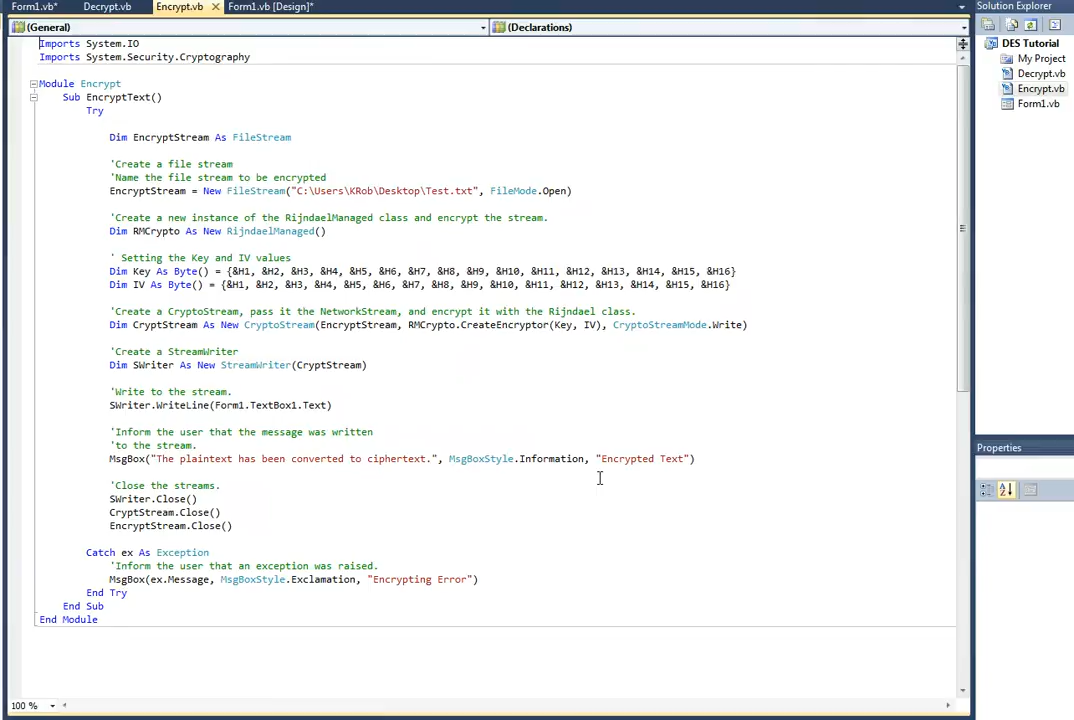 Form1.vb* Decrypt.vb Encrypt.vb Form1.vb [Design]*
Solution Explorer
(General) (Declarations)
DES Tutorial
My Project
Decrypt.vb
Encrypt.vb
Form1.vb
Imports System.IO
Imports System.Security.Cryptography
Module Encrypt
Sub EncryptText()
Try
Dim EncryptStream As FileStream
'Create a file stream
'Name the file stream to be encrypted
EncryptStream = New FileStream("C:\Users\KRob\Desktop\Test.txt", FileMode.Open)
'Create a new instance of the RijndaelManaged class and encrypt the stream.
Dim RMCrypto As New RijndaelManaged()
' Setting the Key and IV values
Dim Key As Byte() = {&H1, &H2, &H3, &H4, &H5, &H6, &H7, &H8, &H9, &H10, &H11, &H12, &H13, &H14, &H15, &H16}
Dim IV As Byte() = {&H1, &H2, &H3, &H4, &H5, &H6, &H7, &H8, &H9, &H10, &H11, &H12, &H13, &H14, &H15, &H16}
'Create a CryptoStream, pass it the NetworkStream, and encrypt it with the Rijndael class.
Dim CryptStream As New CryptoStream(EncryptStream, RMCrypto.CreateEncryptor(Key, IV), CryptoStreamMode.Write)
'Create a StreamWriter
Dim SWriter As New StreamWriter(CryptStream)
'Write to the stream.
SWriter.WriteLine(Form1.TextBox1.Text)
'Inform the user that the message was written
'to the stream.
MsgBox("The plaintext has been converted to ciphertext.", MsgBoxStyle.Information, "Encrypted Text")
'Close the streams.
SWriter.Close()
CryptStream.Close()
EncryptStream.Close()
Catch ex As Exception
'Inform the user that an exception was raised.
MsgBox(ex.Message, MsgBoxStyle.Exclamation, "Encrypting Error")
End Try
End Sub
End Module
Properties
100 %